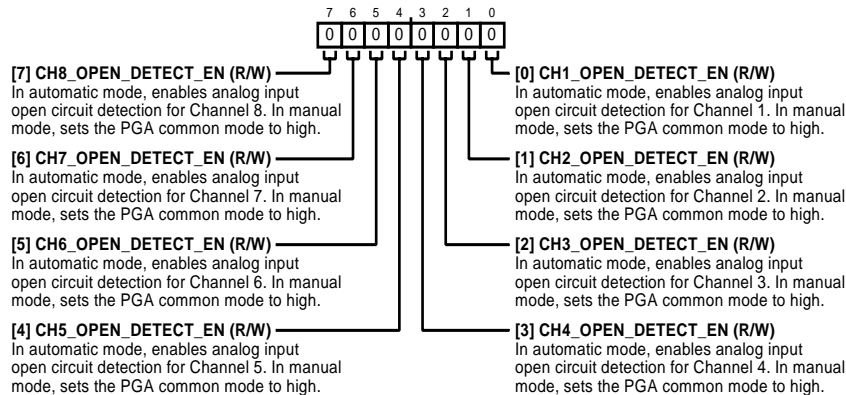 7 6 5 4 3 2 1 0
0 0 0 0 0 0 0 0
[7] CH8_OPEN_DETECT_EN (R/W)
In automatic mode, enables analog input
open circuit detection for Channel 8. In manual
mode, sets the PGA common mode to high.
[6] CH7_OPEN_DETECT_EN (R/W)
In automatic mode, enables analog input
open circuit detection for Channel 7. In manual
mode, sets the PGA common mode to high.
[5] CH6_OPEN_DETECT_EN (R/W)
In automatic mode, enables analog input
open circuit detection for Channel 6. In manual
mode, sets the PGA common mode to high.
[4] CH5_OPEN_DETECT_EN (R/W)
In automatic mode, enables analog input
open circuit detection for Channel 5. In manual
mode, sets the PGA common mode to high.
[0] CH1_OPEN_DETECT_EN (R/W)
In automatic mode, enables analog input
open circuit detection for Channel 1. In manual
mode, sets the PGA common mode to high.
[1] CH2_OPEN_DETECT_EN (R/W)
In automatic mode, enables analog input
open circuit detection for Channel 2. In manual
mode, sets the PGA common mode to high.
[2] CH3_OPEN_DETECT_EN (R/W)
In automatic mode, enables analog input
open circuit detection for Channel 3. In manual
mode, sets the PGA common mode to high.
[3] CH4_OPEN_DETECT_EN (R/W)
In automatic mode, enables analog input
open circuit detection for Channel 4. In manual
mode, sets the PGA common mode to high.